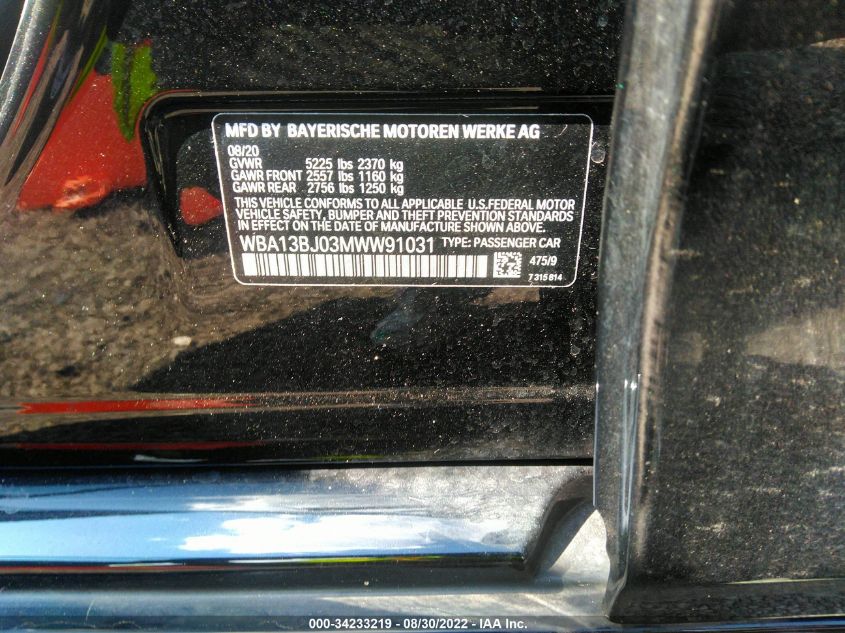 MFD BY BAYERISCHE MOTOREN WERKE AG
08/20
GVWR 5225 lbs 2370 kg
GAWR FRONT 2557 lbs 1160 kg
GAWR REAR 2756 lbs 1250 kg
THIS VEHICLE CONFORMS TO ALL APPLICABLE U.S.FEDERAL MOTOR
VEHICLE SAFETY, BUMPER AND THEFT PREVENTION STANDARDS
IN EFFECT ON THE DATE OF MANUFACTURE SHOWN ABOVE.
WBA13BJ03MWW91031 TYPE: PASSENGER CAR
475/9
7 315 814
000-34233219 - 08/30/2022 - IAA Inc.